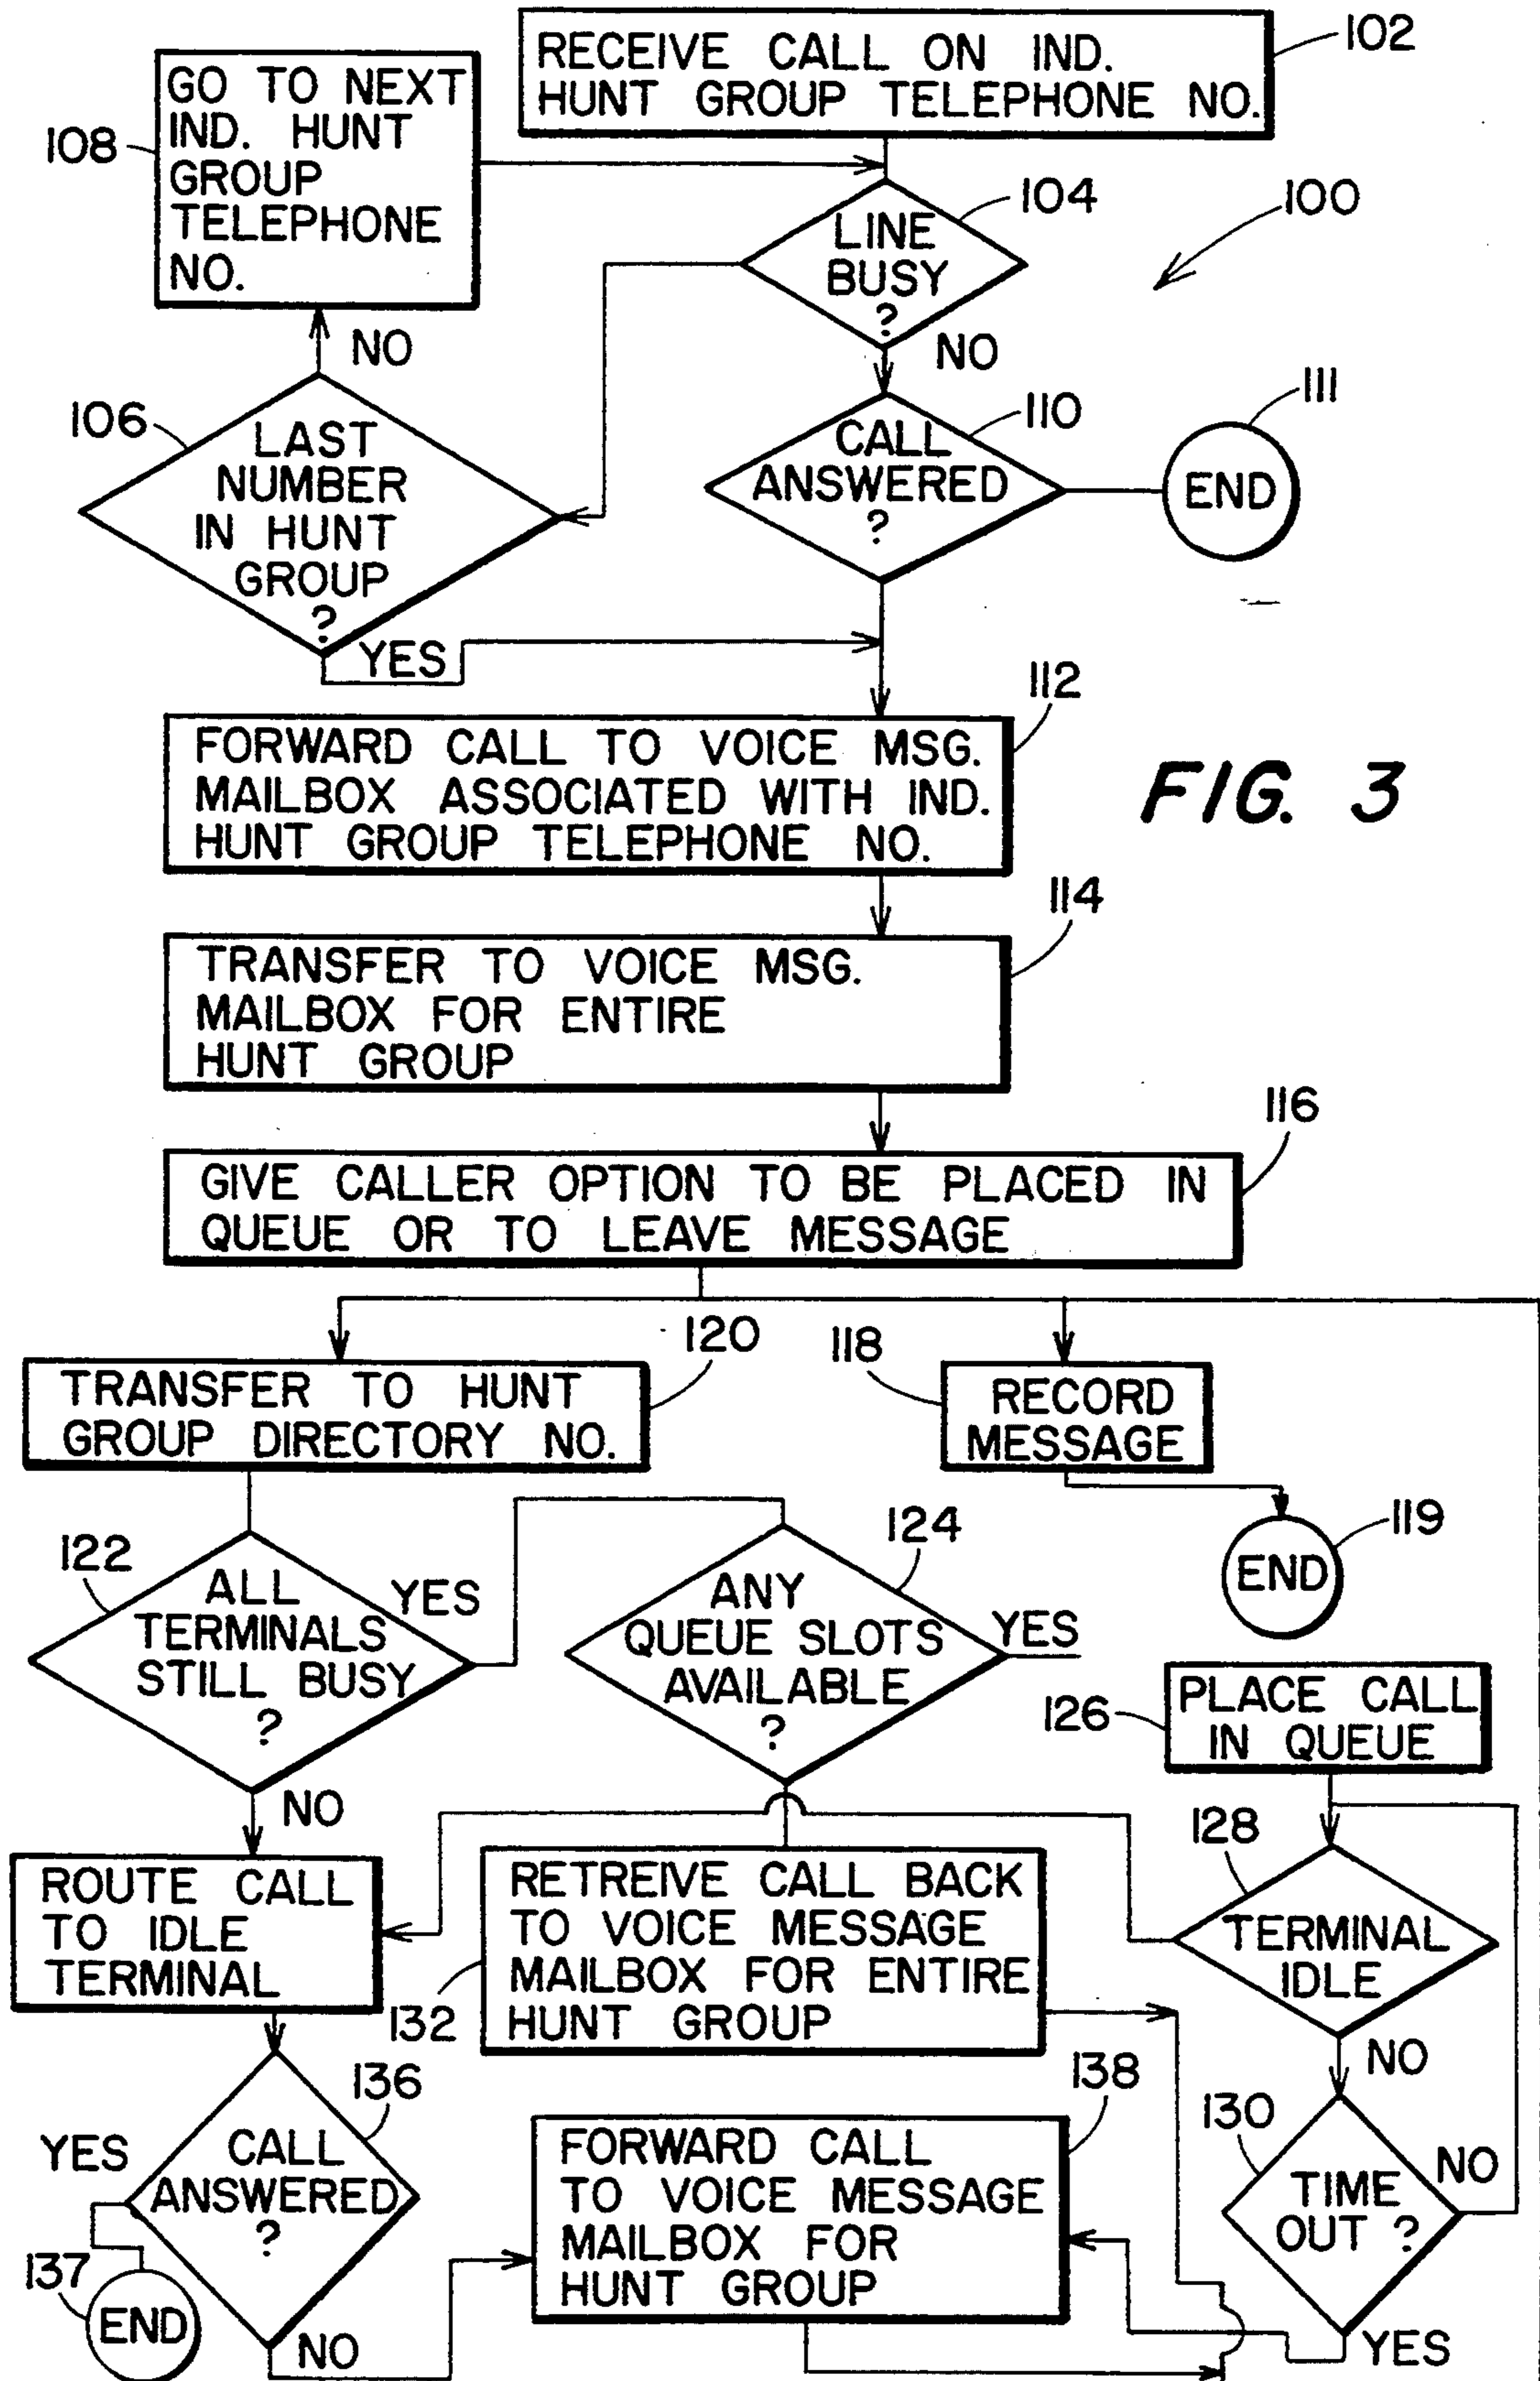 RECEIVE CALL ON IND.
HUNT GROUP TELEPHONE NO.
102
GO TO NEXT
IND. HUNT
GROUP
TELEPHONE
NO.
108
104
LINE
BUSY
?
100
NO
NO
106
LAST
NUMBER
IN HUNT
GROUP
?
YES
110
CALL
ANSWERED
?
111
END
112
FORWARD CALL TO VOICE MSG.
MAILBOX ASSOCIATED WITH IND.
HUNT GROUP TELEPHONE NO.
FIG. 3
114
TRANSFER TO VOICE MSG.
MAILBOX FOR ENTIRE
HUNT GROUP
116
GIVE CALLER OPTION TO BE PLACED IN
QUEUE OR TO LEAVE MESSAGE
120
TRANSFER TO HUNT
GROUP DIRECTORY NO.
118
RECORD
MESSAGE
119
END
122
ALL
TERMINALS
STILL BUSY
?
YES
NO
124
ANY
QUEUE SLOTS
AVAILABLE
?
YES
126
PLACE CALL
IN QUEUE
128
TERMINAL
IDLE
NO
ROUTE CALL
TO IDLE
TERMINAL
132
RETREIVE CALL BACK
TO VOICE MESSAGE
MAILBOX FOR ENTIRE
HUNT GROUP
130
TIME
OUT ?
NO
YES
136
CALL
ANSWERED
?
YES
137
END
NO
138
FORWARD CALL
TO VOICE MESSAGE
MAILBOX FOR
HUNT GROUP